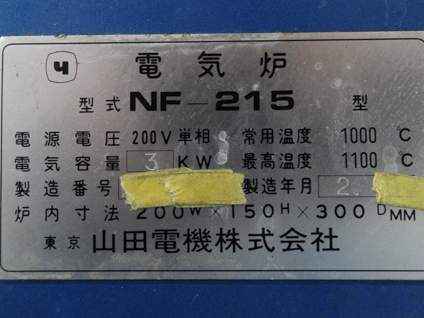 電気炉
型式 NF-215 型
電源電圧 200V 単相 常用温度 1000 °C
電気容量 3 KW 最高温度 1100 °C
製造番号 製造年月 2.
炉内寸法 200W×150H×300D MM
東京 山田電機株式会社